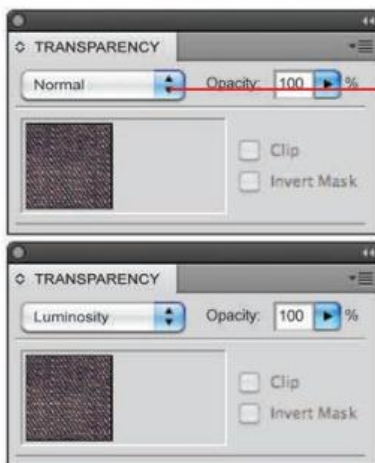 TRANSPARENCY
Normal Opacity: 100 %
Clip
Invert Mask
TRANSPARENCY
Luminosity Opacity: 100 %
Clip
Invert Mask